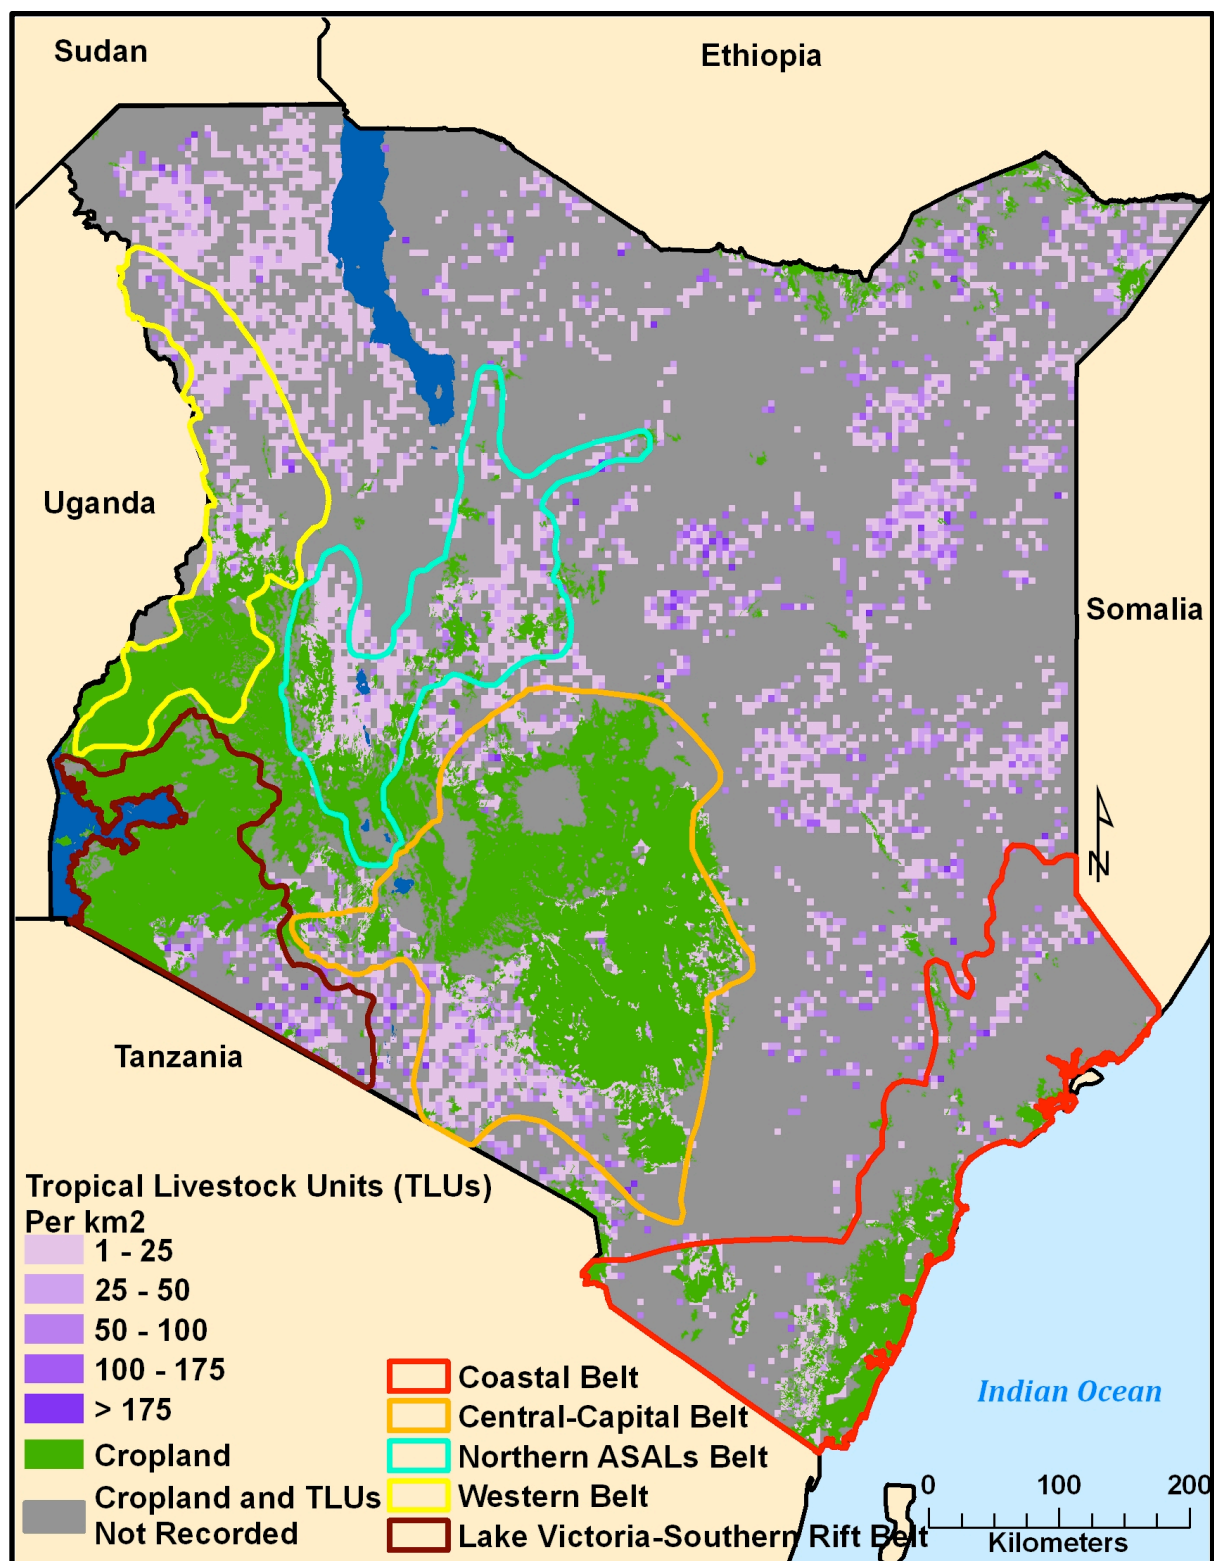 Sudan
Ethiopia
Uganda
Somalia
N
Tanzania
Tropical Livestock Units (TLUs)
Per km2
1 - 25
25 - 50
50 - 100
100 - 175
> 175
Cropland
Cropland and TLUs
Not Recorded
Coastal Belt
Central-Capital Belt
Northern ASALs Belt
Western Belt
Lake Victoria-Southern Rift Belt
Indian Ocean
0 100 200
Kilometers